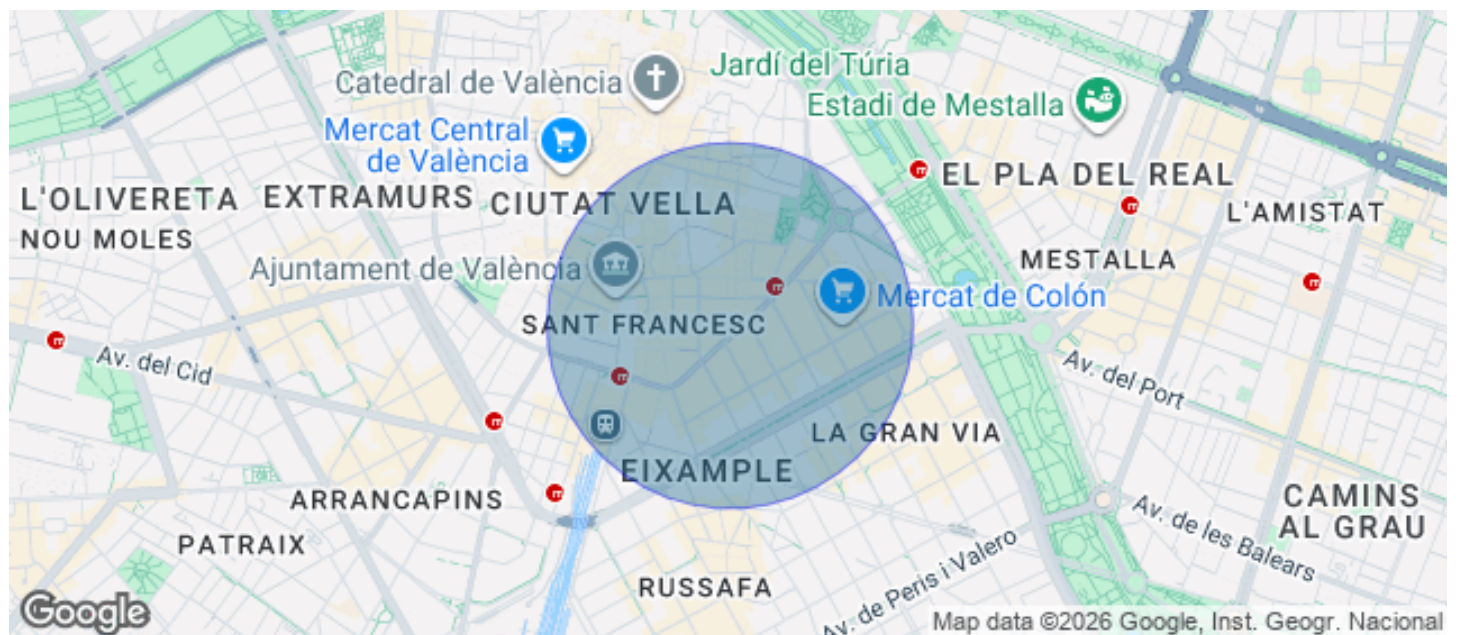 Jardí del Túria
Catedral de València
Estadi de Mestalla
Mercat Central
de València
EL PLA DEL REAL
L'OLIVERETA
EXTRAMURS
CIUTAT VELLA
L'AMISTAT
NOU MOLES
MESTALLA
Ajuntament de València
Mercat de Colón
SANT FRANCESC
Av. del Cid
Av. del Port
LA GRAN VIA
EIXAMPLE
ARRANCAPINS
CAMINS
AL GRAU
Av. de les Balears
PATRAIX
Av. de Peris i Valero
RUSSAFA
Google
Map data ©2026 Google, Inst. Geogr. Nacional